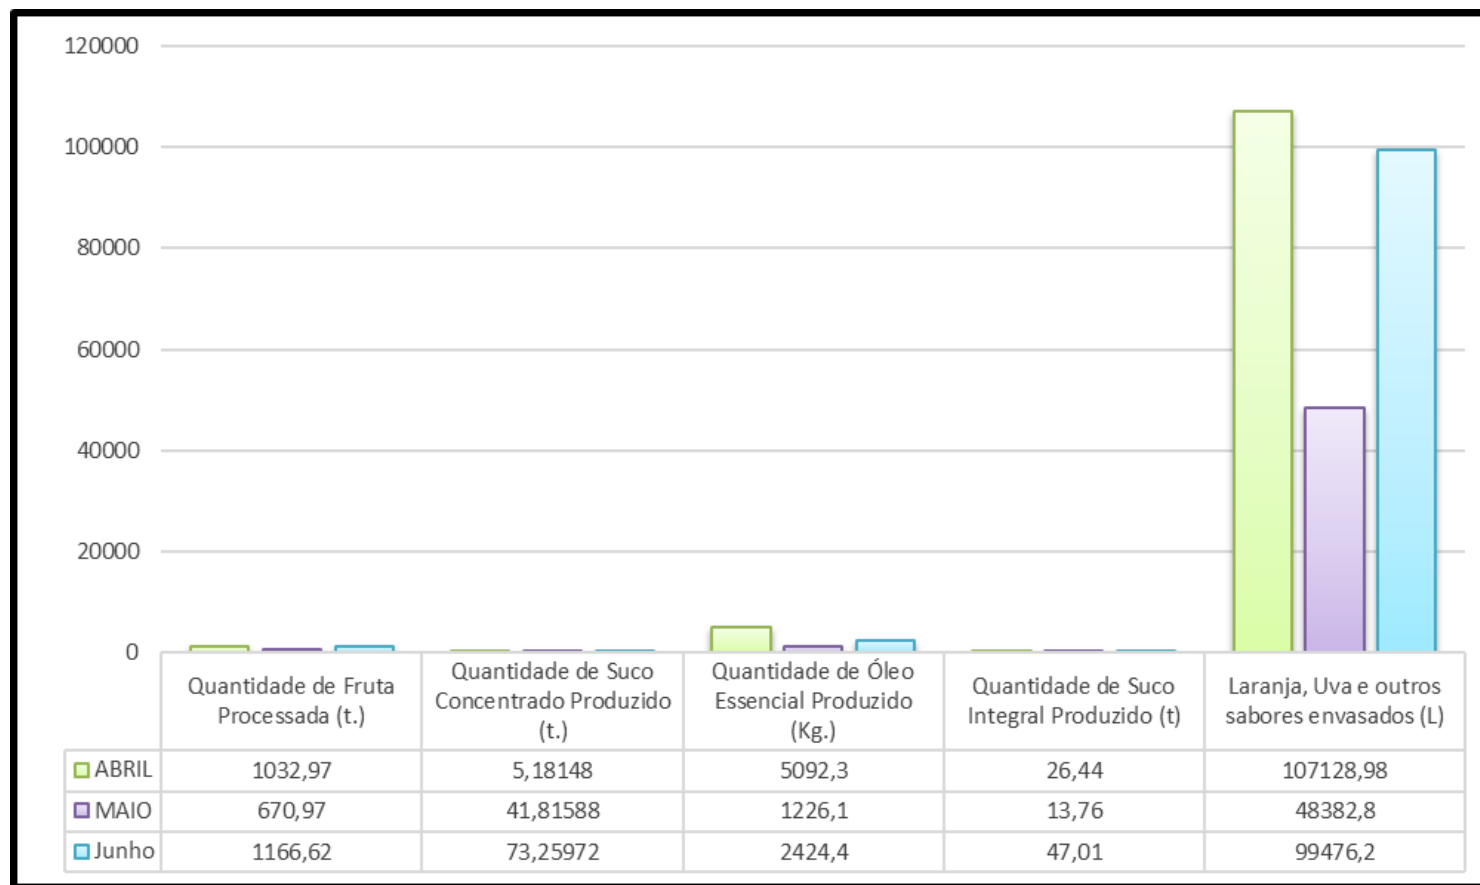 120000
100000
80000
60000
40000
20000
0
Quantidade de Fruta
Processada (t.)
Quantidade de Suco
Concentrado Produzido
(t.)
Quantidade de Óleo
Essencial Produzido
(Kg.)
Quantidade de Suco
Integral Produzido (t)
Laranja, Uva e outros
sabores envasados (L)
ABRIL 1032,97 5,18148 5092,3 26,44 107128,98
MAIO 670,97 41,81588 1226,1 13,76 48382,8
Junho 1166,62 73,25972 2424,4 47,01 99476,2